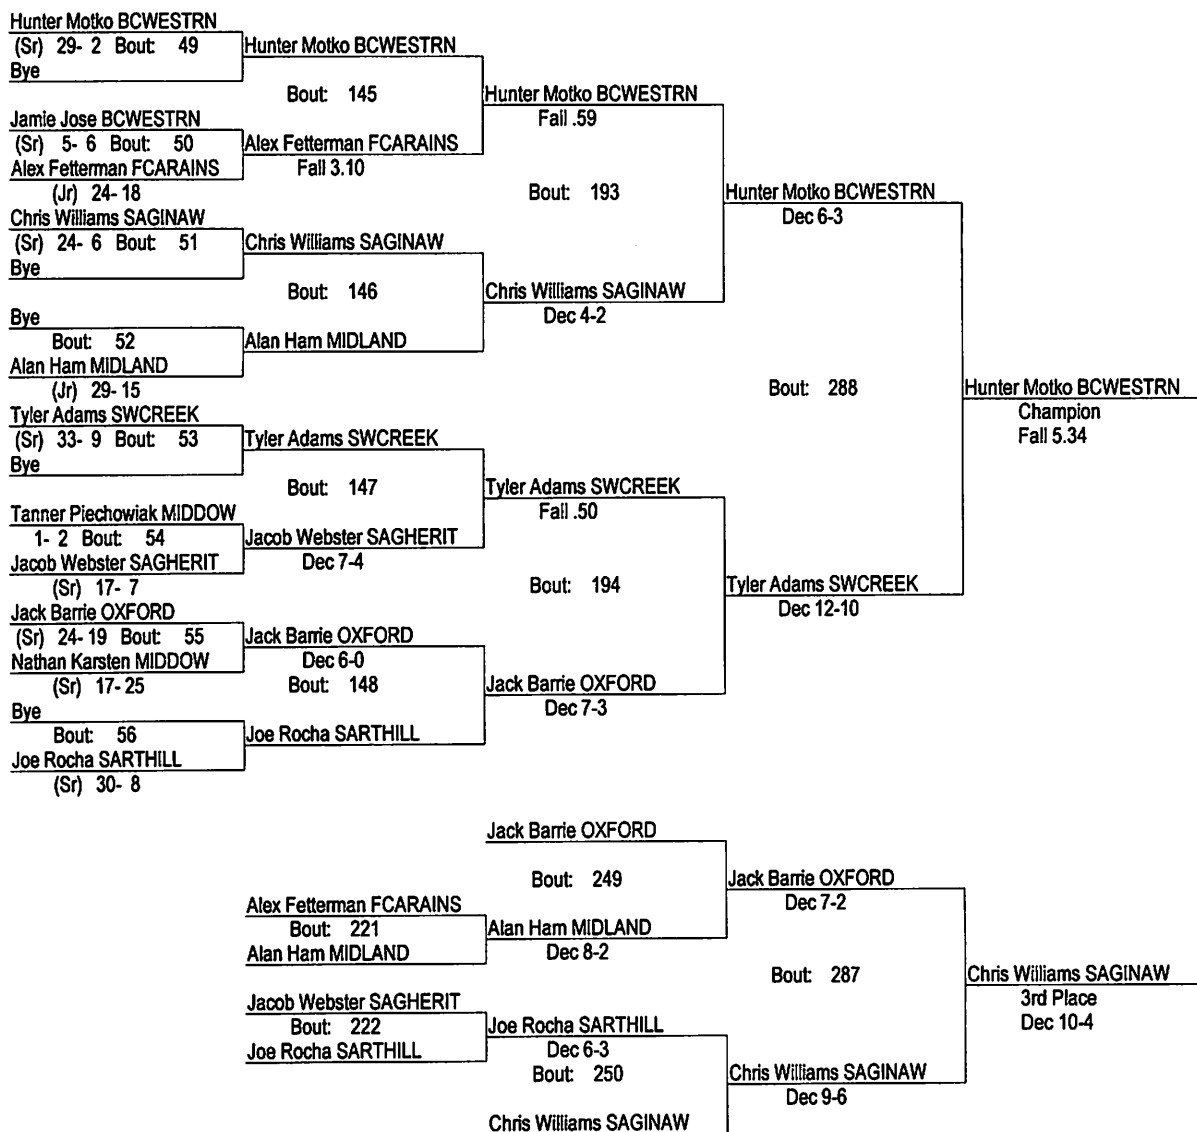 Hunter Motko BCWESTRN
(Sr) 29- 2 Bout: 49
Bye
Jamie Jose BCWESTRN
(Sr) 5- 6 Bout: 50
Alex Fetterman FCARAINS
(Jr) 24- 18
Chris Williams SAGINAW
(Sr) 24- 6 Bout: 51
Bye
Bye
Bout: 52
Alan Ham MIDLAND
(Jr) 29- 15
Tyler Adams SWCREEK
(Sr) 33- 9 Bout: 53
Bye
Tanner Piechowiak MIDDOW
1- 2 Bout: 54
Jacob Webster SAGHERIT
(Sr) 17- 7
Jack Barrie OXFORD
(Sr) 24- 19 Bout: 55
Nathan Karsten MIDDOW
(Sr) 17- 25
Bye
Bout: 56
Joe Rocha SARTHILL
(Sr) 30- 8
Hunter Motko BCWESTRN
Bout: 145
Alex Fetterman FCARAINS
Fall 3.10
Chris Williams SAGINAW
Bout: 146
Alan Ham MIDLAND
Tyler Adams SWCREEK
Bout: 147
Jacob Webster SAGHERIT
Dec 7-4
Jack Barrie OXFORD
Dec 6-0
Bout: 148
Joe Rocha SARTHILL
Hunter Motko BCWESTRN
Fall .59
Bout: 193
Chris Williams SAGINAW
Dec 4-2
Tyler Adams SWCREEK
Fall .50
Bout: 194
Jack Barrie OXFORD
Dec 7-3
Hunter Motko BCWESTRN
Dec 6-3
Bout: 288
Tyler Adams SWCREEK
Dec 12-10
Hunter Motko BCWESTRN
Champion
Fall 5.34
Alex Fetterman FCARAINS
Bout: 221
Alan Ham MIDLAND
Jacob Webster SAGHERIT
Bout: 222
Joe Rocha SARTHILL
Jack Barrie OXFORD
Bout: 249
Alan Ham MIDLAND
Dec 8-2
Joe Rocha SARTHILL
Dec 6-3
Bout: 250
Chris Williams SAGINAW
Jack Barrie OXFORD
Dec 7-2
Bout: 287
Chris Williams SAGINAW
Dec 9-6
Chris Williams SAGINAW
3rd Place
Dec 10-4